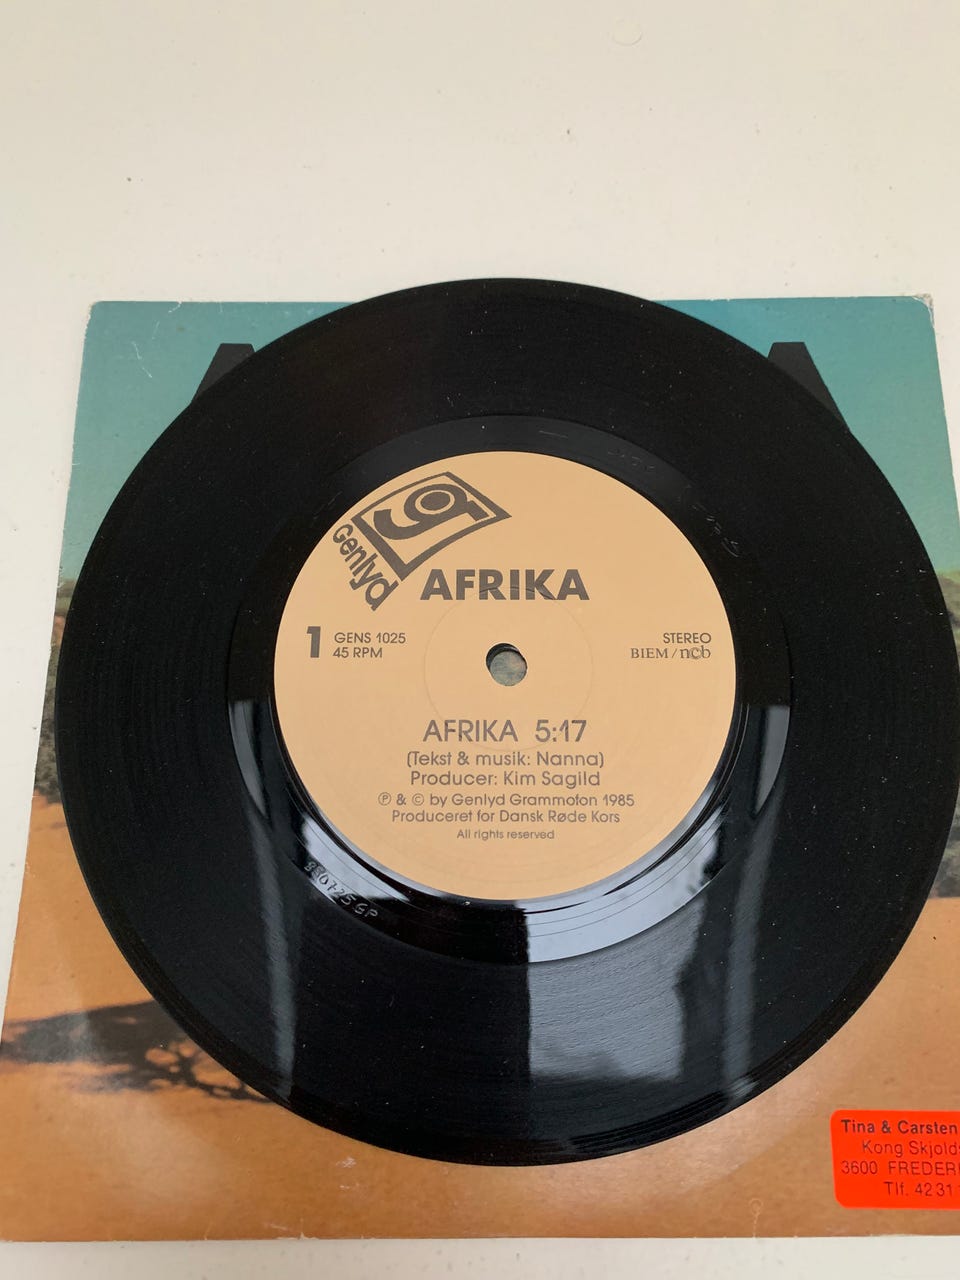 g
Genlyd
AFRIKA
1 GENS 1025
45 RPM
STEREO
BIEM/ncb
AFRIKA 5:17
(Tekst & musik: Nanna)
Producer: Kim Sagild
℗ & © by Genlyd Grammofon 1985
Produceret for Dansk Røde Kors
All rights reserved
850725 GP
Tina & Carsten
Kong Skjolds
3600 FREDER
Tlf. 42 31